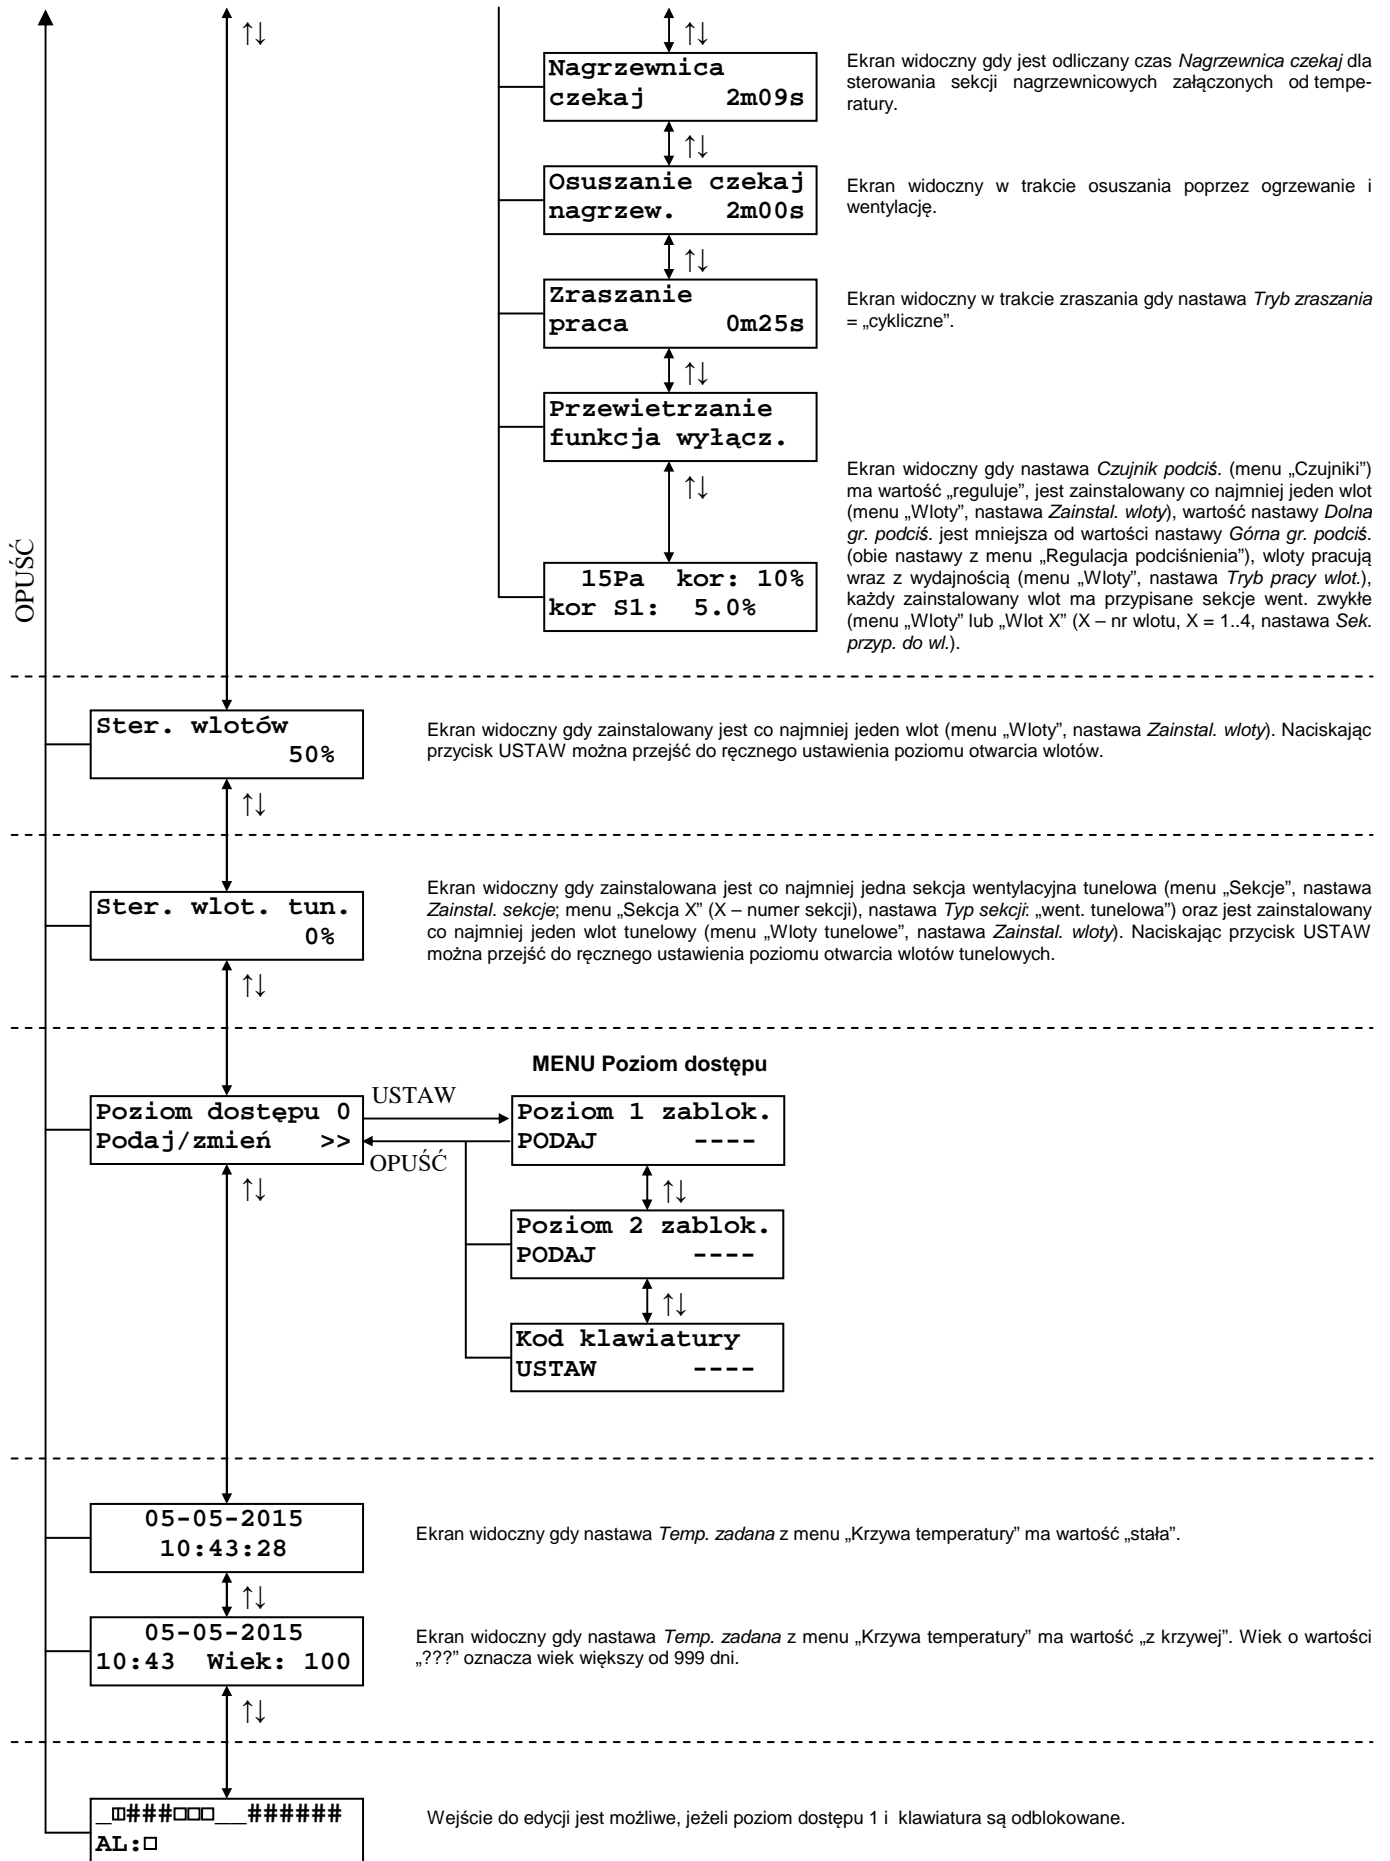 ↑↓
↑↓
Nagrzewnica
czekaj 2m09s
Ekran widoczny gdy jest odliczany czas Nagrzewnica czekaj dla
sterowania sekcji nagrzewnicowych załączonych od tempe-
ratury.
↑↓
Osuszanie czekaj
nagrzew. 2m00s
Ekran widoczny w trakcie osuszania poprzez ogrzewanie i
wentylację.
↑↓
Zraszanie
praca 0m25s
Ekran widoczny w trakcie zraszania gdy nastawa Tryb zraszania
= „cykliczne”.
↑↓
Przewietrzanie
funkcja wyłącz.
↑↓
Ekran widoczny gdy nastawa Czujnik podciś. (menu „Czujniki”)
ma wartość „reguluje”, jest zainstalowany co najmniej jeden wlot
(menu „Wloty”, nastawa Zainstal. wloty), wartość nastawy Dolna
gr. podciś. jest mniejsza od wartości nastawy Górna gr. podciś.
(obie nastawy z menu „Regulacja podciśnienia”), wloty pracują
wraz z wydajnością (menu „Wloty”, nastawa Tryb pracy wlot.),
każdy zainstalowany wlot ma przypisane sekcje went. zwykłe
(menu „Wloty” lub „Wlot X” (X – nr wlotu, X = 1..4, nastawa Sek.
przyp. do wl.).
15Pa kor: 10%
kor S1: 5.0%
OPUŚĆ
Ster. wlotów
50%
Ekran widoczny gdy zainstalowany jest co najmniej jeden wlot (menu „Wloty”, nastawa Zainstal. wloty). Naciskając
przycisk USTAW można przejść do ręcznego ustawienia poziomu otwarcia wlotów.
↑↓
Ster. wlot. tun.
0%
Ekran widoczny gdy zainstalowana jest co najmniej jedna sekcja wentylacyjna tunelowa (menu „Sekcje”, nastawa
Zainstal. sekcje; menu „Sekcja X” (X – numer sekcji), nastawa Typ sekcji: „went. tunelowa”) oraz jest zainstalowany
co najmniej jeden wlot tunelowy (menu „Wloty tunelowe”, nastawa Zainstal. wloty). Naciskając przycisk USTAW
można przejść do ręcznego ustawienia poziomu otwarcia wlotów tunelowych.
↑↓
MENU Poziom dostępu
Poziom dostępu 0
Podaj/zmień >>
USTAW
OPUŚĆ
Poziom 1 zablok.
PODAJ ----
↑↓
↑↓
Poziom 2 zablok.
PODAJ ----
↑↓
Kod klawiatury
USTAW ----
05-05-2015
10:43:28
Ekran widoczny gdy nastawa Temp. zadana z menu „Krzywa temperatury” ma wartość „stała”.
↑↓
05-05-2015
10:43 Wiek: 100
Ekran widoczny gdy nastawa Temp. zadana z menu „Krzywa temperatury” ma wartość „z krzywej”. Wiek o wartości
„???” oznacza wiek większy od 999 dni.
↑↓
_◫###□□□__######
AL:□
Wejście do edycji jest możliwe, jeżeli poziom dostępu 1 i klawiatura są odblokowane.